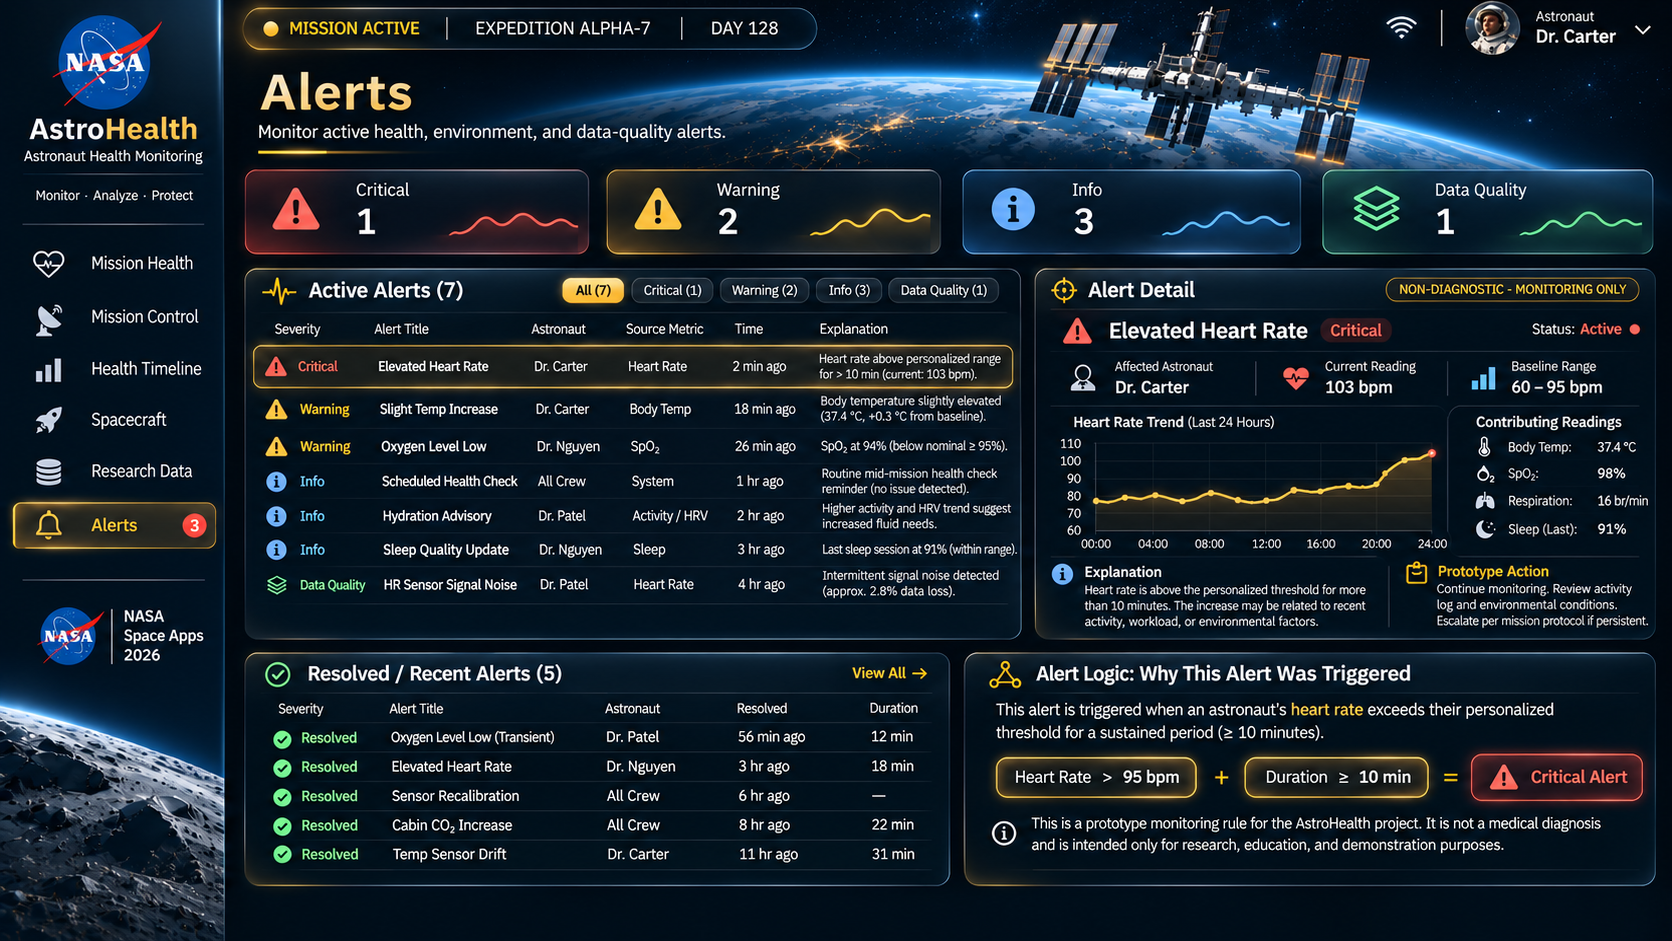 NASA
AstroHealth
Astronaut Health Monitoring
Monitor · Analyze · Protect
Mission Health
Mission Control
Health Timeline
Spacecraft
Research Data
Alerts 3
NASA
NASA
Space Apps
2026
MISSION ACTIVE EXPEDITION ALPHA-7 DAY 128
Astronaut
Dr. Carter
Alerts
Monitor active health, environment, and data-quality alerts.
Critical
1
Warning
2
Info
3
Data Quality
1
Active Alerts (7) All (7) Critical (1) Warning (2) Info (3) Data Quality (1)
Severity Alert Title Astronaut Source Metric Time Explanation
Critical Elevated Heart Rate Dr. Carter Heart Rate 2 min ago Heart rate above personalized range
for > 10 min (current: 103 bpm).
Warning Slight Temp Increase Dr. Carter Body Temp 18 min ago Body temperature slightly elevated
(37.4 °C, +0.3 °C from baseline).
Warning Oxygen Level Low Dr. Nguyen SpO₂ 26 min ago SpO₂ at 94% (below nominal ≥ 95%).
Info Scheduled Health Check All Crew System 1 hr ago Routine mid-mission health check
reminder (no issue detected).
Info Hydration Advisory Dr. Patel Activity / HRV 2 hr ago Higher activity and HRV trend suggest
increased fluid needs.
Info Sleep Quality Update Dr. Nguyen Sleep 3 hr ago Last sleep session at 91% (within range).
Data Quality HR Sensor Signal Noise Dr. Patel Heart Rate 4 hr ago Intermittent signal noise detected
(approx. 2.8% data loss).
Alert Detail NON-DIAGNOSTIC - MONITORING ONLY
Elevated Heart Rate Critical Status: Active
Affected Astronaut
Dr. Carter
Current Reading
103 bpm
Baseline Range
60 – 95 bpm
Heart Rate Trend (Last 24 Hours)
110
100
90
80
70
60
00:00 04:00 08:00 12:00 16:00 20:00 24:00
Contributing Readings
Body Temp: 37.4 °C
SpO₂: 98%
Respiration: 16 br/min
Sleep (Last): 91%
Explanation
Heart rate is above the personalized threshold for more
than 10 minutes. The increase may be related to recent
activity, workload, or environmental factors.
Prototype Action
Continue monitoring. Review activity
log and environmental conditions.
Escalate per mission protocol if persistent.
Resolved / Recent Alerts (5) View All →
Severity Alert Title Astronaut Resolved Duration
Resolved Oxygen Level Low (Transient) Dr. Patel 56 min ago 12 min
Resolved Elevated Heart Rate Dr. Nguyen 3 hr ago 18 min
Resolved Sensor Recalibration All Crew 6 hr ago —
Resolved Cabin CO₂ Increase All Crew 8 hr ago 22 min
Resolved Temp Sensor Drift Dr. Carter 11 hr ago 31 min
Alert Logic: Why This Alert Was Triggered
This alert is triggered when an astronaut's heart rate exceeds their personalized
threshold for a sustained period (≥ 10 minutes).
Heart Rate > 95 bpm + Duration ≥ 10 min = Critical Alert
This is a prototype monitoring rule for the AstroHealth project. It is not a medical diagnosis
and is intended only for research, education, and demonstration purposes.